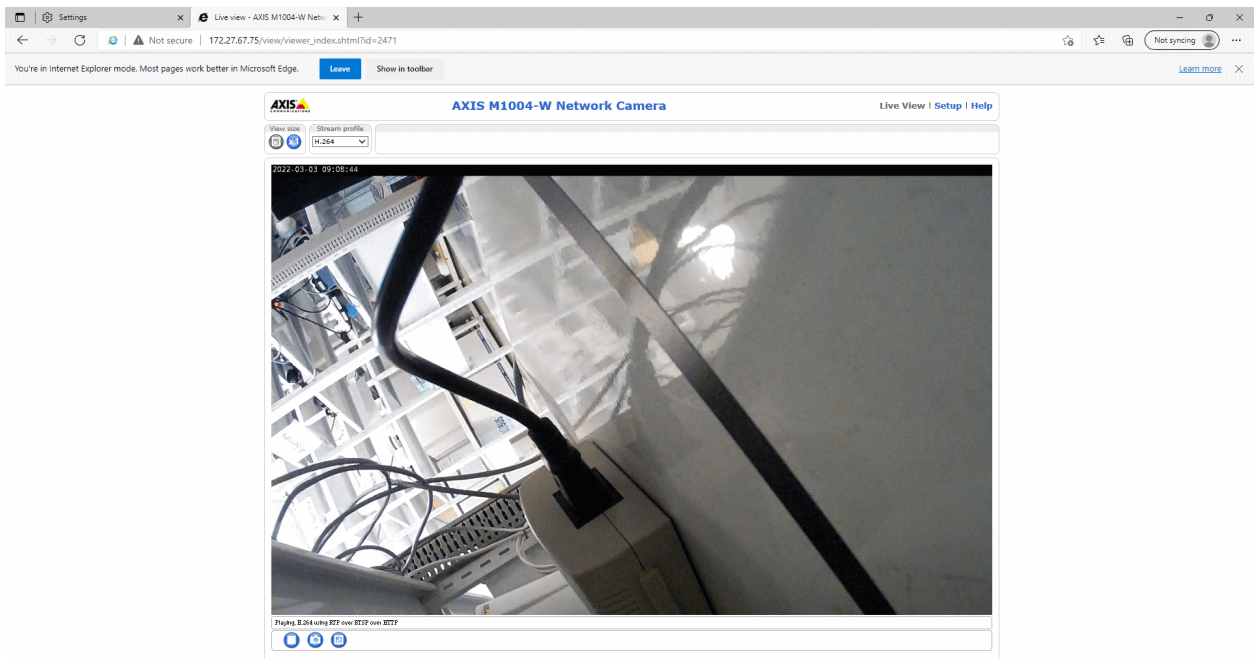 Settings
Live view - AXIS M1004-W Netw
Not secure
172.27.67.75/view/viewer_index.shtml?id=2471
Not syncing
You're in Internet Explorer mode. Most pages work better in Microsoft Edge.
Leave
Show in toolbar
Learn more
AXIS
COMMUNICATIONS
AXIS M1004-W Network Camera
Live View | Setup | Help
View size
Stream profile
H.264
2022-03-03 09:08:44
Playing, H.264 using RTP over RTSP over HTTP